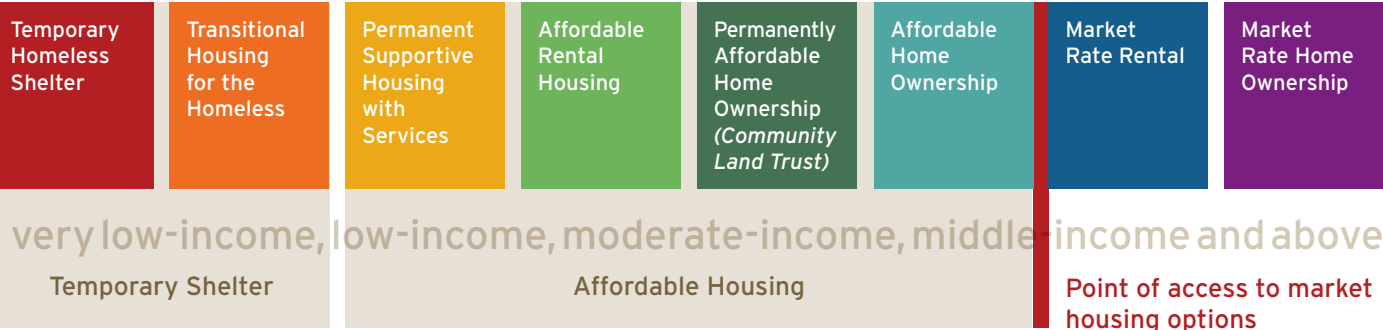 Temporary
Homeless
Shelter
Transitional
Housing
for the
Homeless
Permanent
Supportive
Housing
with
Services
Affordable
Rental
Housing
Permanently
Affordable
Home
Ownership
(Community
Land Trust)
Affordable
Home
Ownership
Market
Rate Rental
Market
Rate Home
Ownership
very low-income, low-income, moderate-income, middle-income and above
Temporary Shelter
Affordable Housing
Point of access to market
housing options